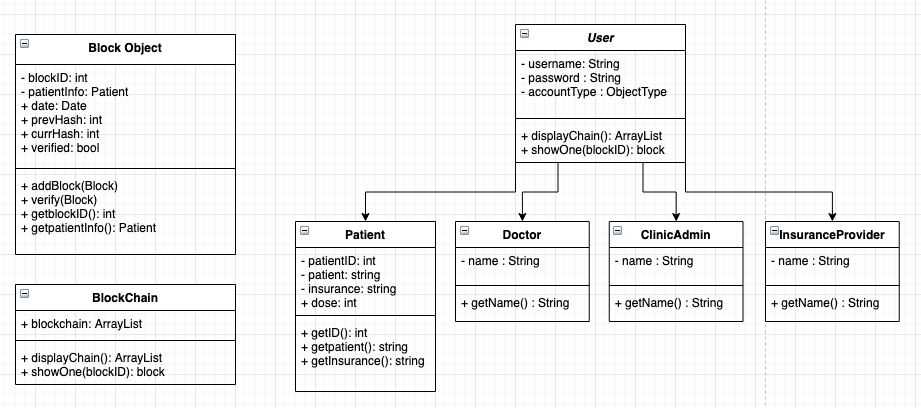 Block Object
- blockID: int
- patientInfo: Patient
+ date: Date
+ prevHash: int
+ currHash: int
+ verified: bool
+ addBlock(Block)
+ verify(Block)
+ getblockID(): int
+ getpatientInfo(): Patient
BlockChain
+ blockchain: ArrayList
+ displayChain(): ArrayList
+ showOne(blockID): block
User
- username: String
- password : String
- accountType : ObjectType
+ displayChain(): ArrayList
+ showOne(blockID): block
Patient
- patientID: int
- patient: string
- insurance: string
+ dose: int
+ getID(): int
+ getpatient(): string
+ getInsurance(): string
Doctor
- name : String
+ getName() : String
ClinicAdmin
- name : String
+ getName() : String
InsuranceProvider
- name : String
+ getName() : String